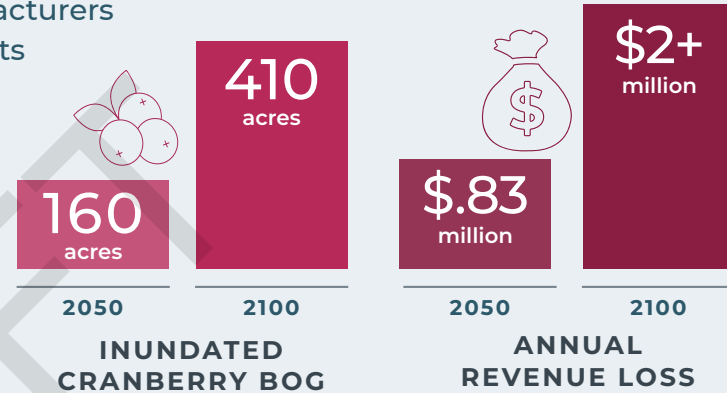 acturers
ts
160
acres
410
acres
2050
2100
INUNDATED
CRANBERRY BOG
$
$.83
million
$2+
million
2050
2100
ANNUAL
REVENUE LOSS